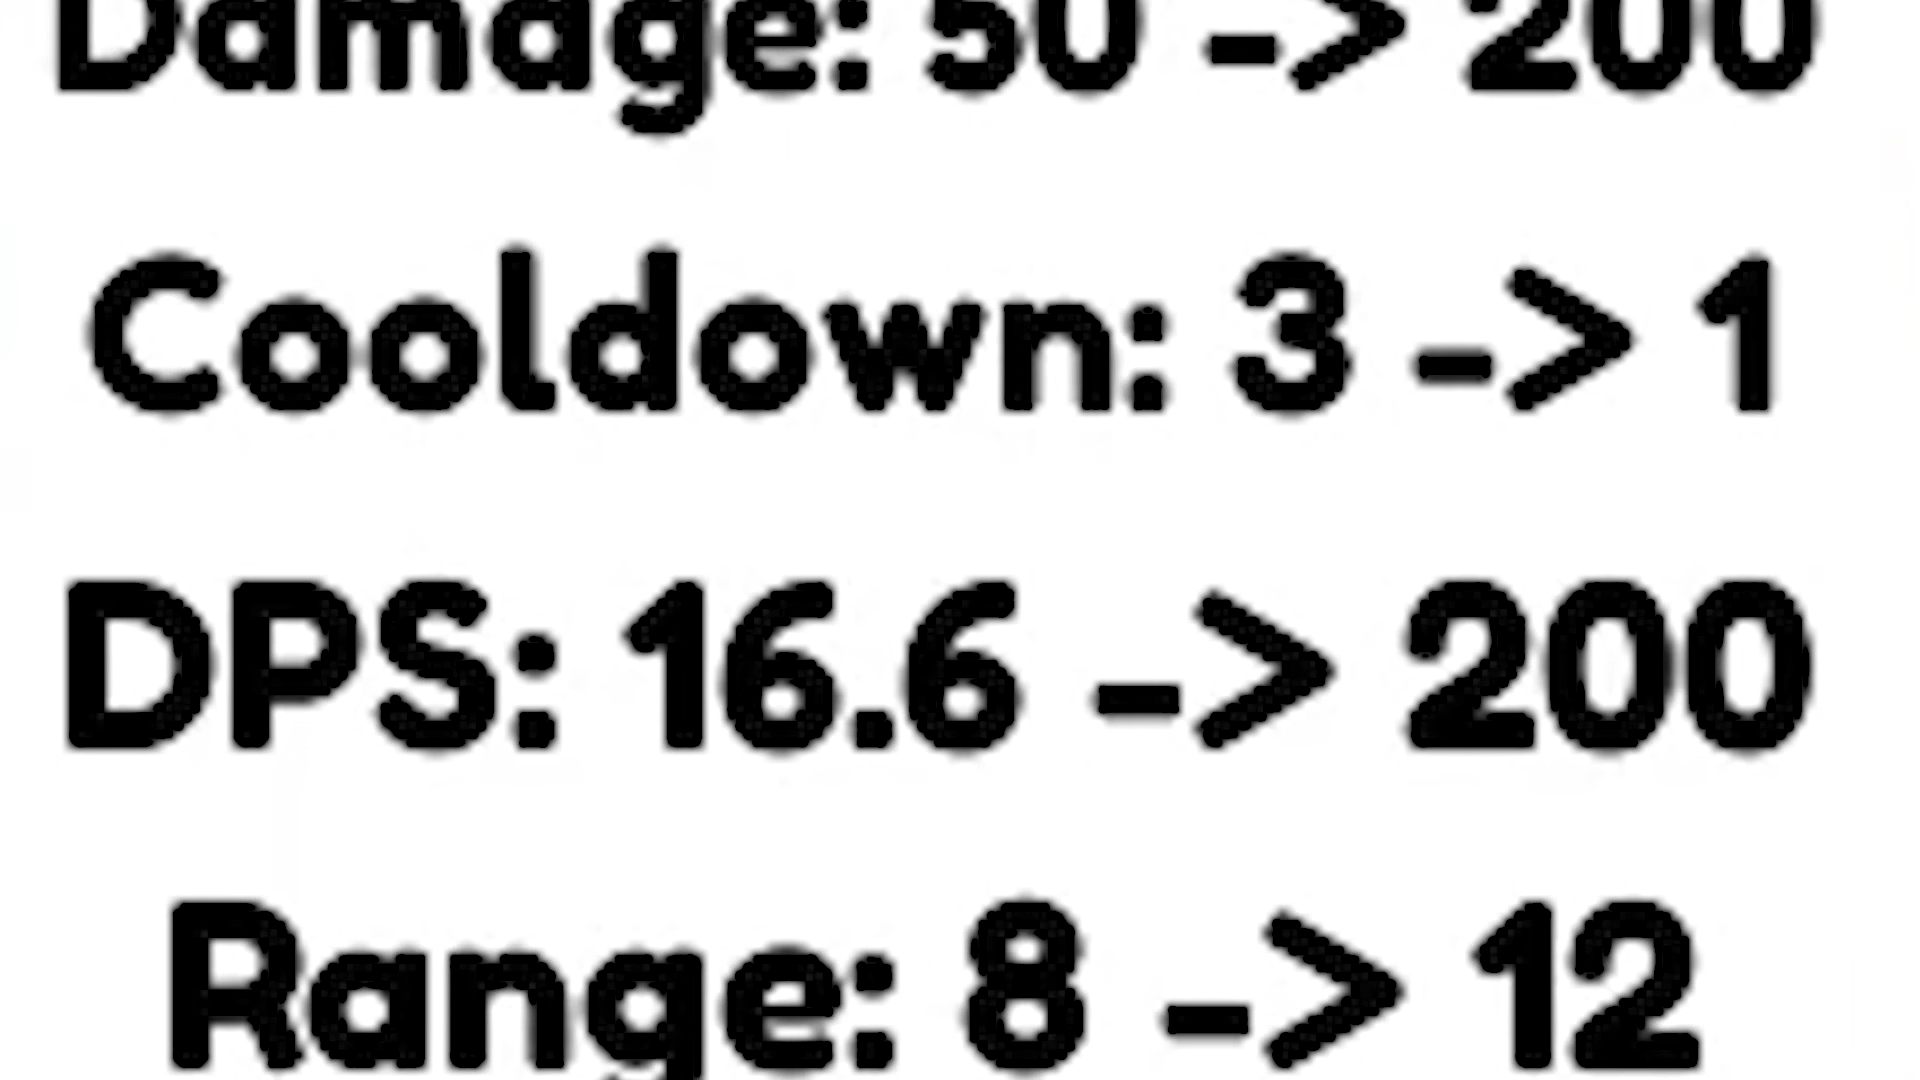 Damage: 50 -> 200
Cooldown: 3 -> 1
DPS: 16.6 -> 200
Range: 8 -> 12